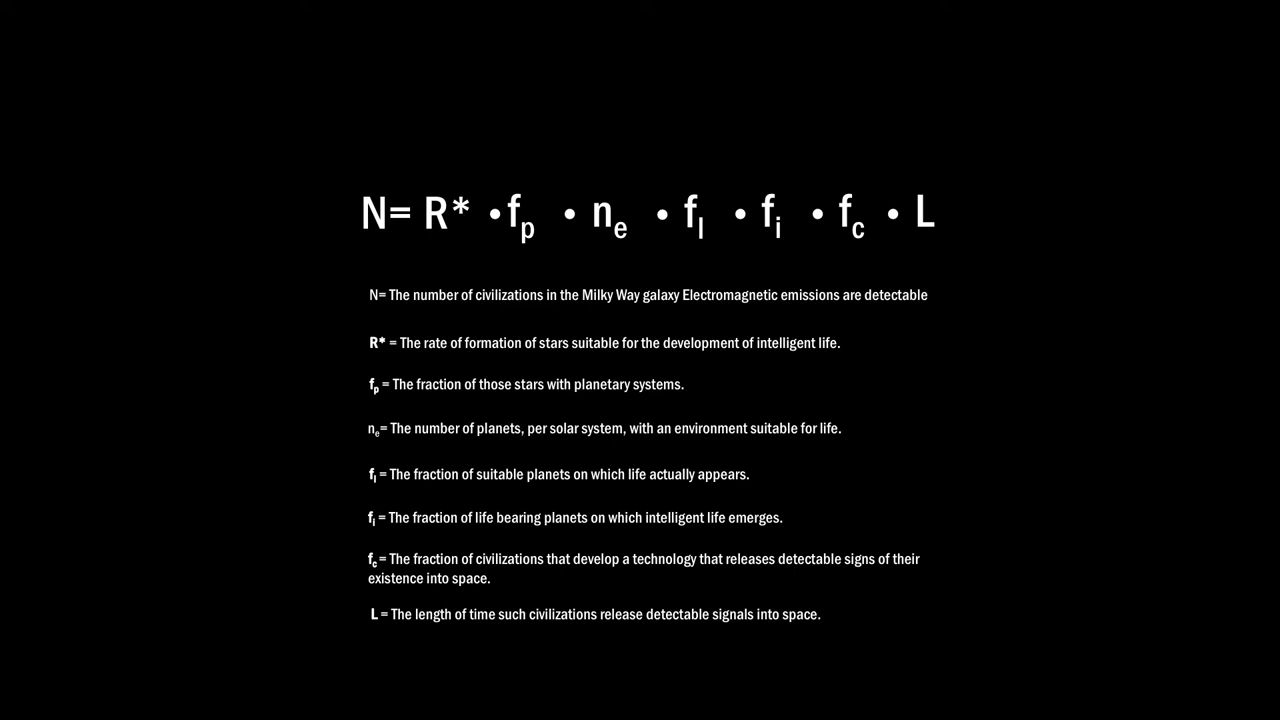 N= R* • fp • ne • fl • fi • fc • L
N= The number of civilizations in the Milky Way galaxy Electromagnetic emissions are detectable
R* = The rate of formation of stars suitable for the development of intelligent life.
fp = The fraction of those stars with planetary systems.
ne= The number of planets, per solar system, with an environment suitable for life.
fl = The fraction of suitable planets on which life actually appears.
fi = The fraction of life bearing planets on which intelligent life emerges.
fc= The fraction of civilizations that develop a technology that releases detectable signs of their
existence into space.
L = The length of time such civilizations release detectable signals into space.